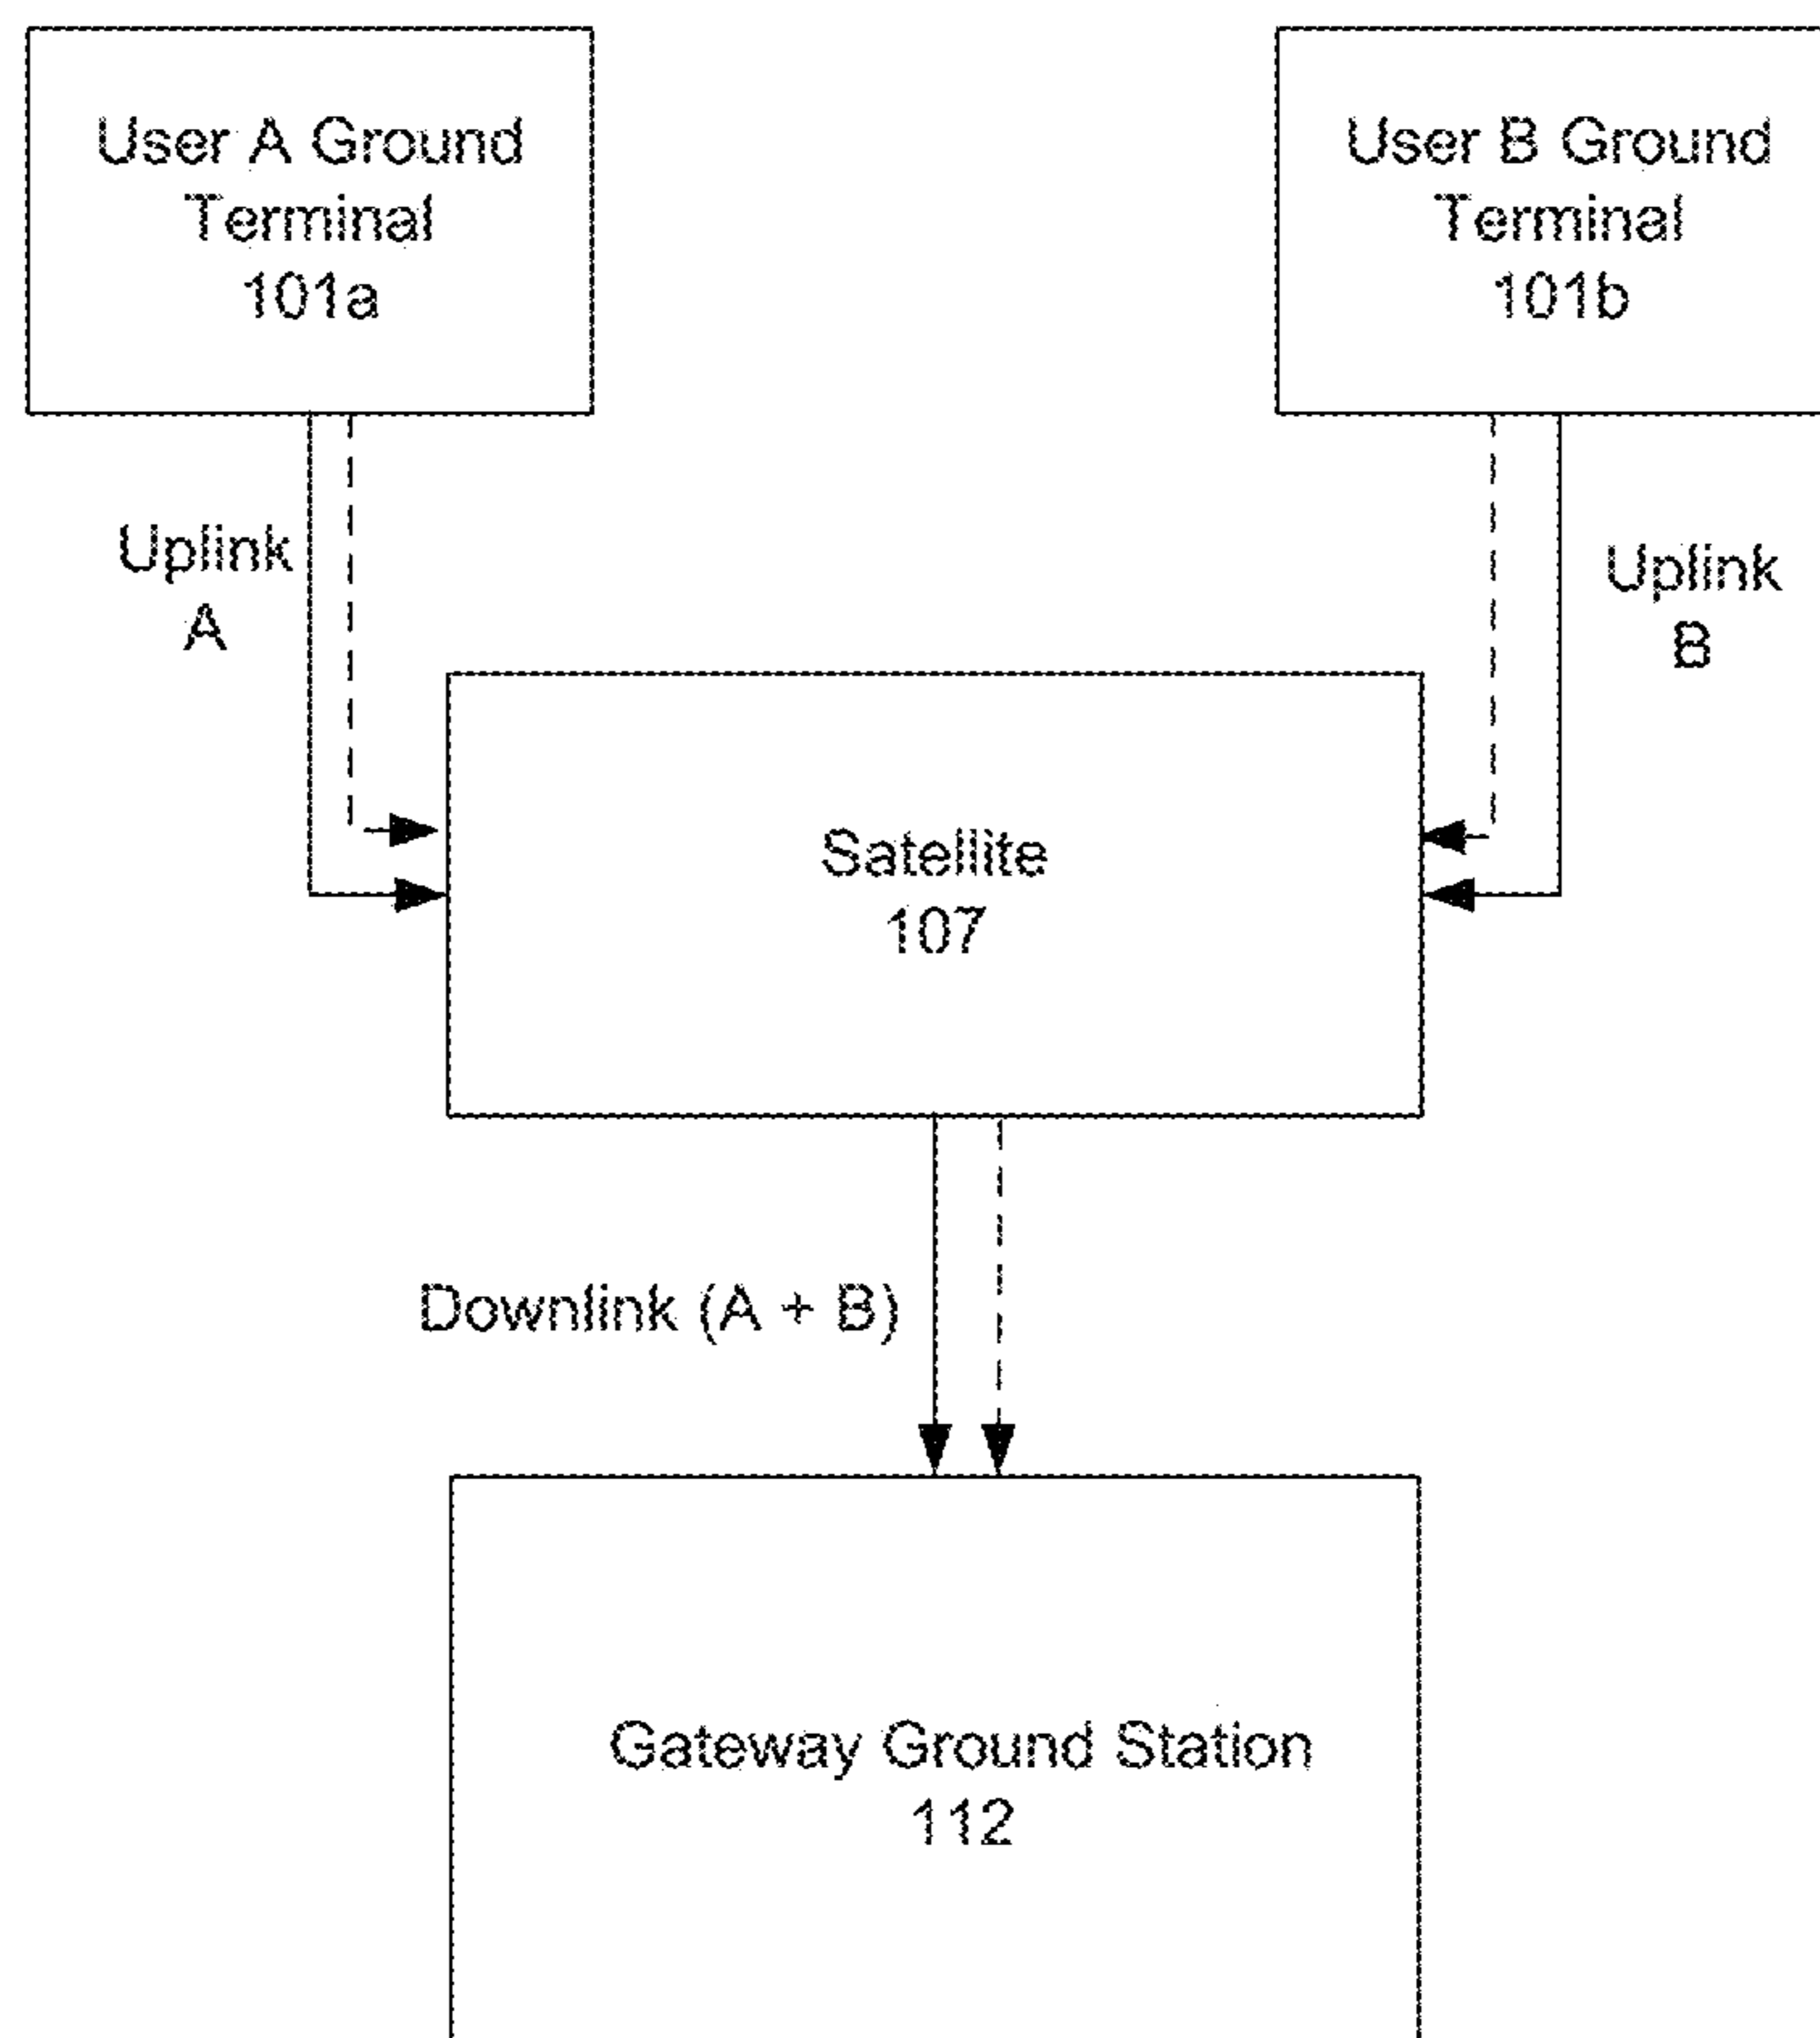 User A Ground
Terminal
101a
User B Ground
Terminal
101b
Uplink
A
Uplink
B
Satellite
107
Downlink (A + B)
Gateway Ground Station
112